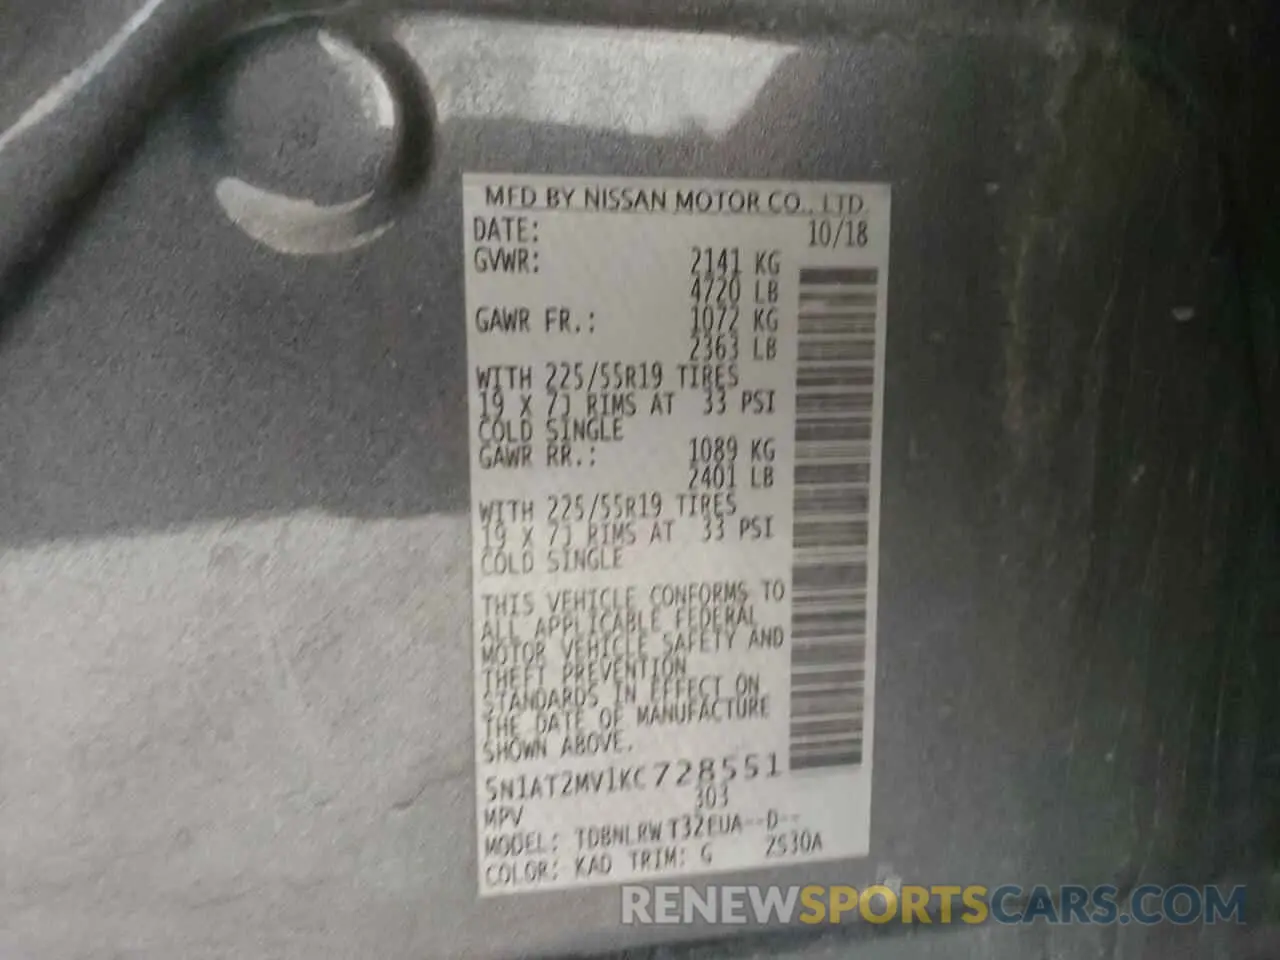 MFD BY NISSAN MOTOR CO., LTD.
DATE: 10/18
GVWR: 2141 KG
4720 LB
GAWR FR.: 1072 KG
2363 LB
WITH 225/55R19 TIRES
19 X 7J RIMS AT 33 PSI
COLD SINGLE
GAWR RR.: 1089 KG
2401 LB
WITH 225/55R19 TIRES
19 X 7J RIMS AT 33 PSI
COLD SINGLE
THIS VEHICLE CONFORMS TO
ALL APPLICABLE FEDERAL
MOTOR VEHICLE SAFETY AND
THEFT PREVENTION
STANDARDS IN EFFECT ON
THE DATE OF MANUFACTURE
SHOWN ABOVE.
5N1AT2MV1KC728551
MPV 303
MODEL: TDBNLRW T32EUA--D--
COLOR: KAD TRIM: G 2S30A
RENEWSPORTSCARS.COM